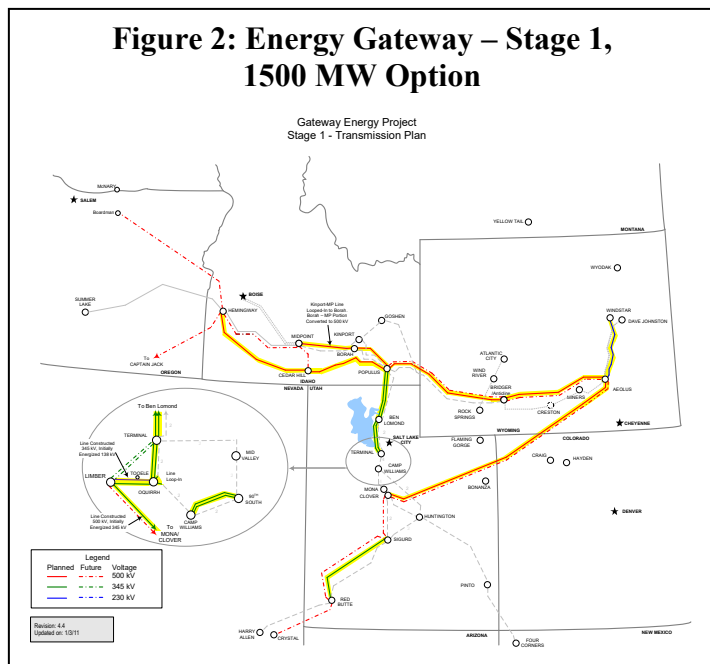 Figure 2: Energy Gateway – Stage 1,
1500 MW Option
Gateway Energy Project
Stage 1 - Transmission Plan
McNARY
SALEM
Boardman
MONTANA
YELLOW TAIL
WYODAK
SUMMER
LAKE
BOISE
HEMINGWAY
Kinport-MP Line
Looped-In to Borah,
Borah – MP Portion
Converted to 500 kV
GOSHEN
KINPORT
MIDPOINT
BORAH
WINDSTAR
DAVE JOHNSTON
To
CAPTAIN JACK
OREGON
IDAHO
CEDAR HILL
POPULUS
ATLANTIC
CITY
WIND
RIVER
BRIDGER
/Anticline
MINERS
AEOLUS
NEVADA
UTAH
ROCK
SPRINGS
CRESTON
WYOMING
CHEYENNE
COLORADO
BEN
LOMOND
SALT LAKE
CITY
FLAMING
GORGE
TERMINAL
CAMP
WILLIAMS
CRAIG
HAYDEN
MONA
CLOVER
BONANZA
HUNTINGTON
DENVER
SIGURD
PINTO
RED
BUTTE
HARRY
ALLEN
CRYSTAL
ARIZONA
FOUR
CORNERS
NEW MEXICO
To Ben Lomond
TERMINAL
Line Constructed
345 kV, Initially
Energized 138 kV
MID
VALLEY
TOOELE
LIMBER
Line
Loop-In
OQUIRRH
90TH
SOUTH
CAMP
WILLIAMS
Line Constructed
500 kV, Initially
Energized 345 kV
To
MONA/
CLOVER
Legend
Planned Future Voltage
500 kV
345 kV
230 kV
Revision: 4.4
Updated on: 1/3/11